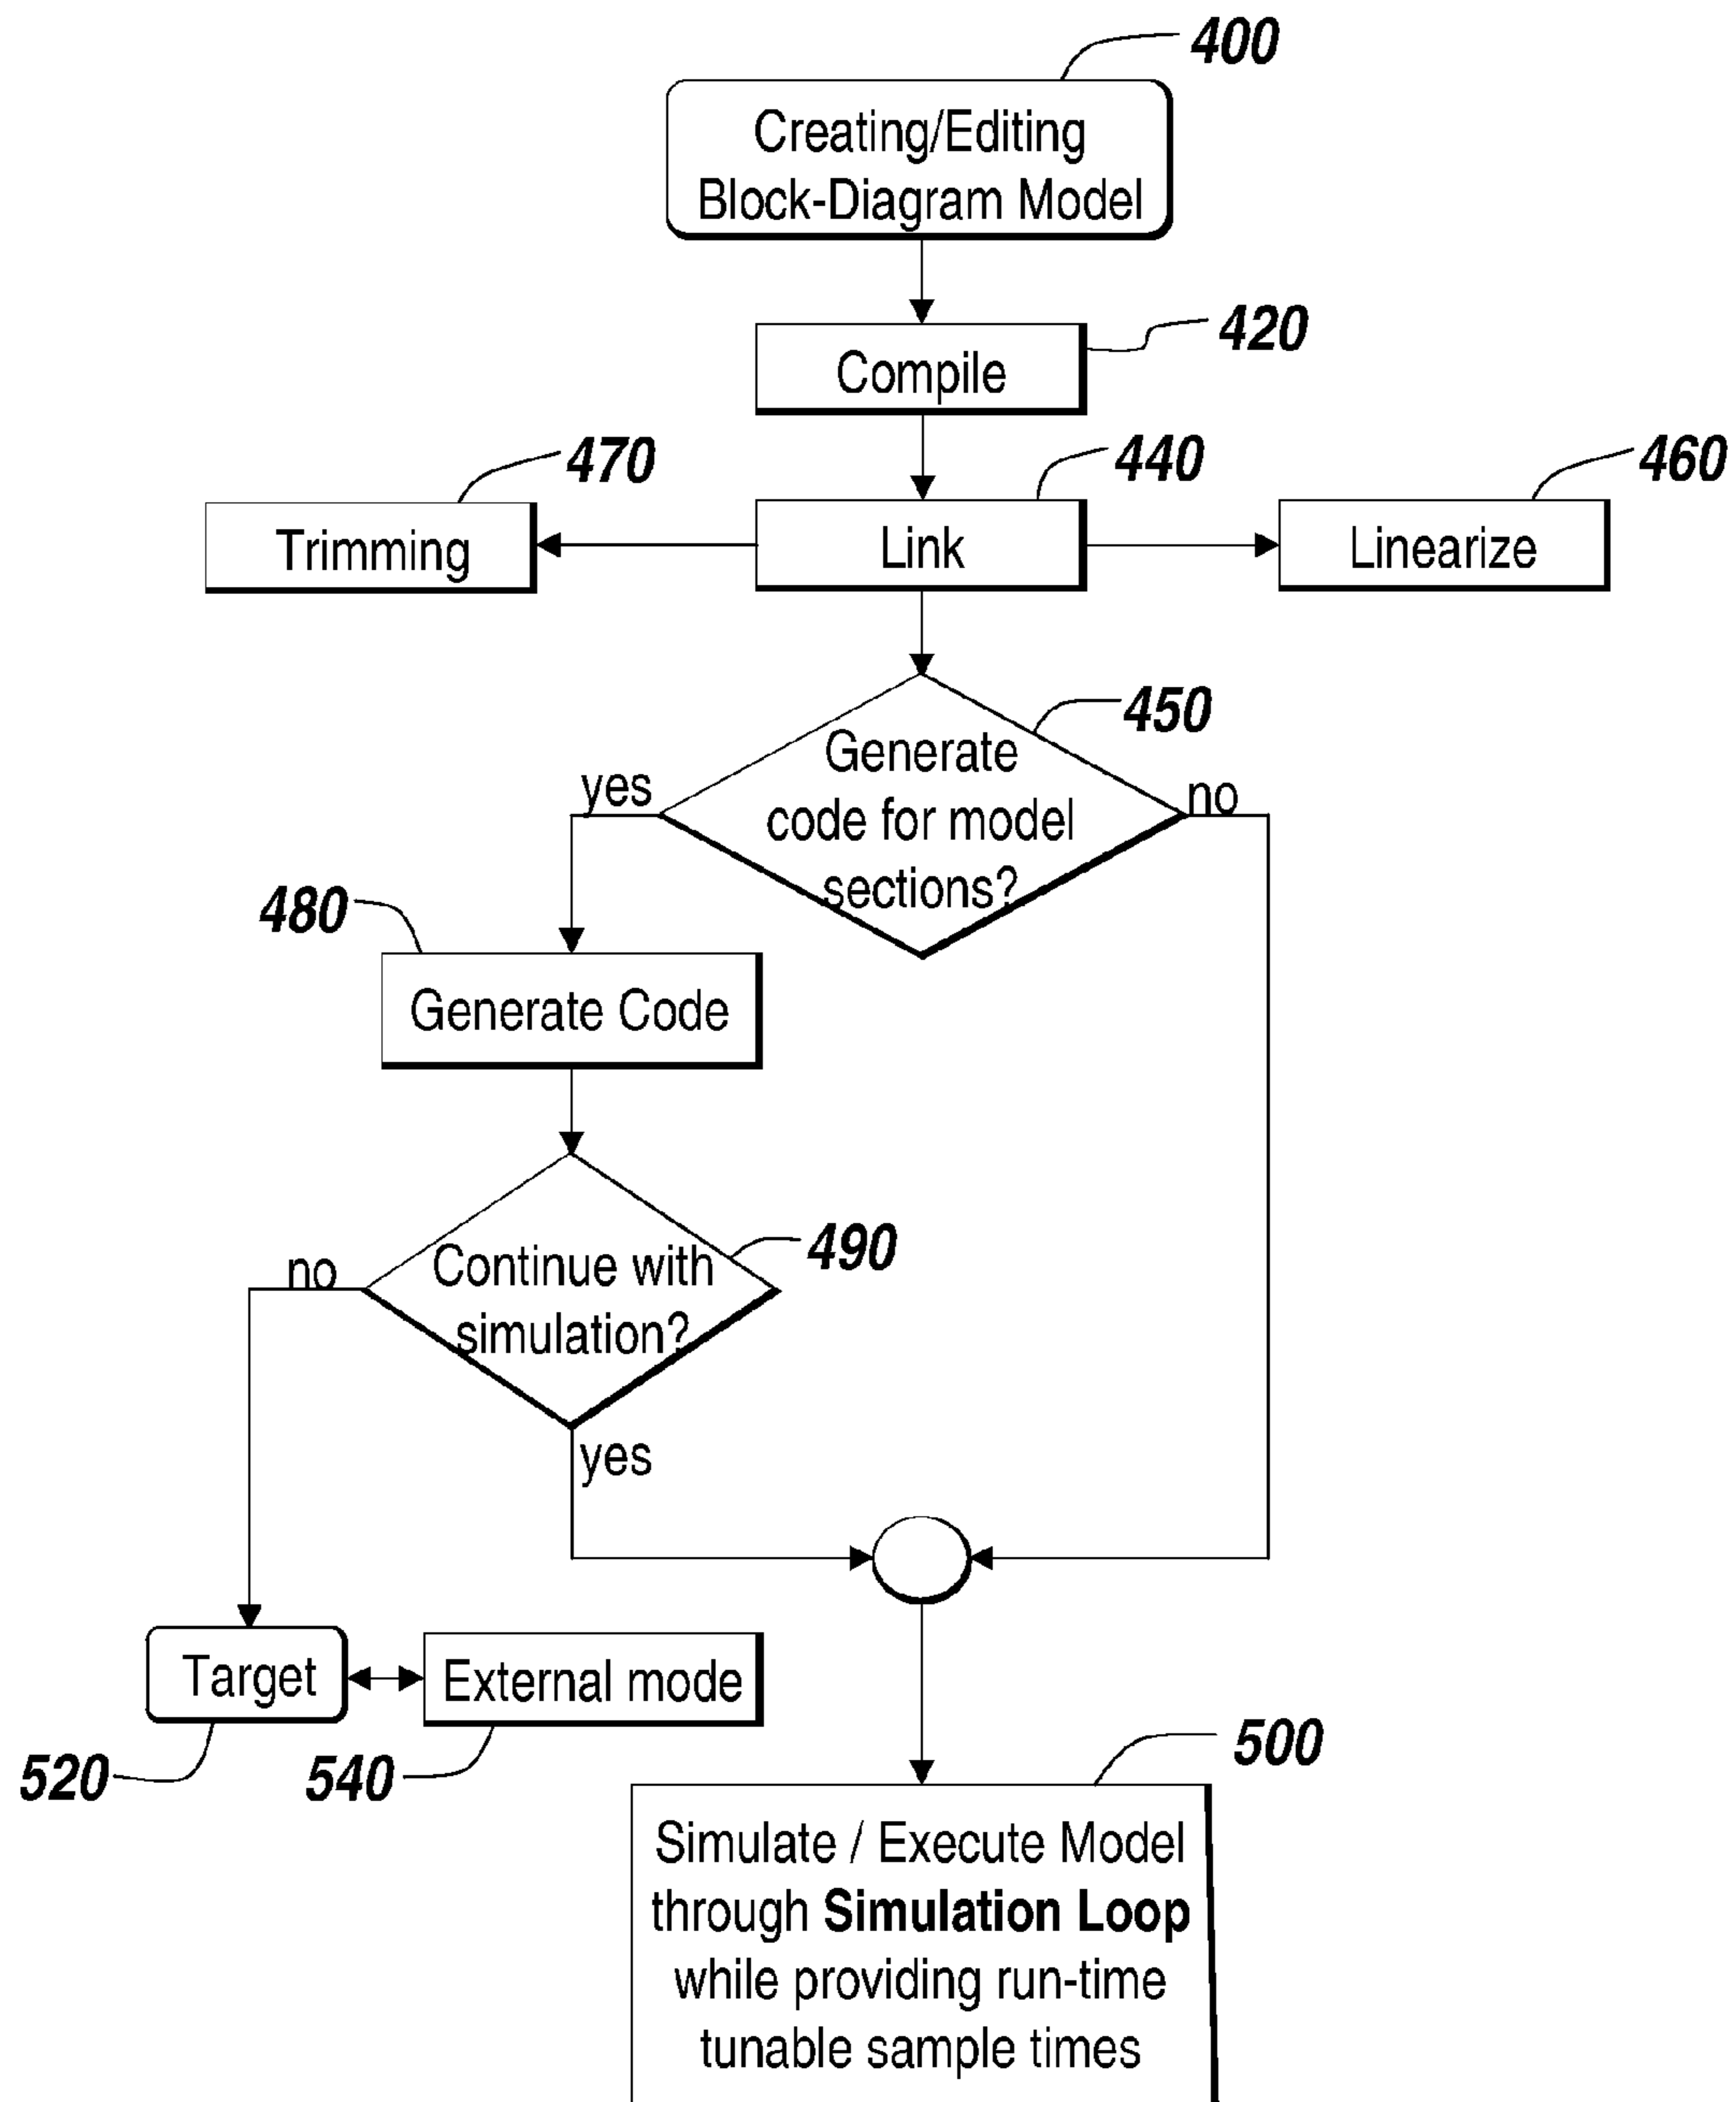 400
Creating/Editing
Block-Diagram Model
420
Compile
470
440
460
Trimming
Link
Linearize
450
Generate
code for model
sections?
yes
no
480
Generate Code
490
Continue with
simulation?
no
yes
Target
External mode
520
540
500
Simulate / Execute Model
through Simulation Loop
while providing run-time
tunable sample times